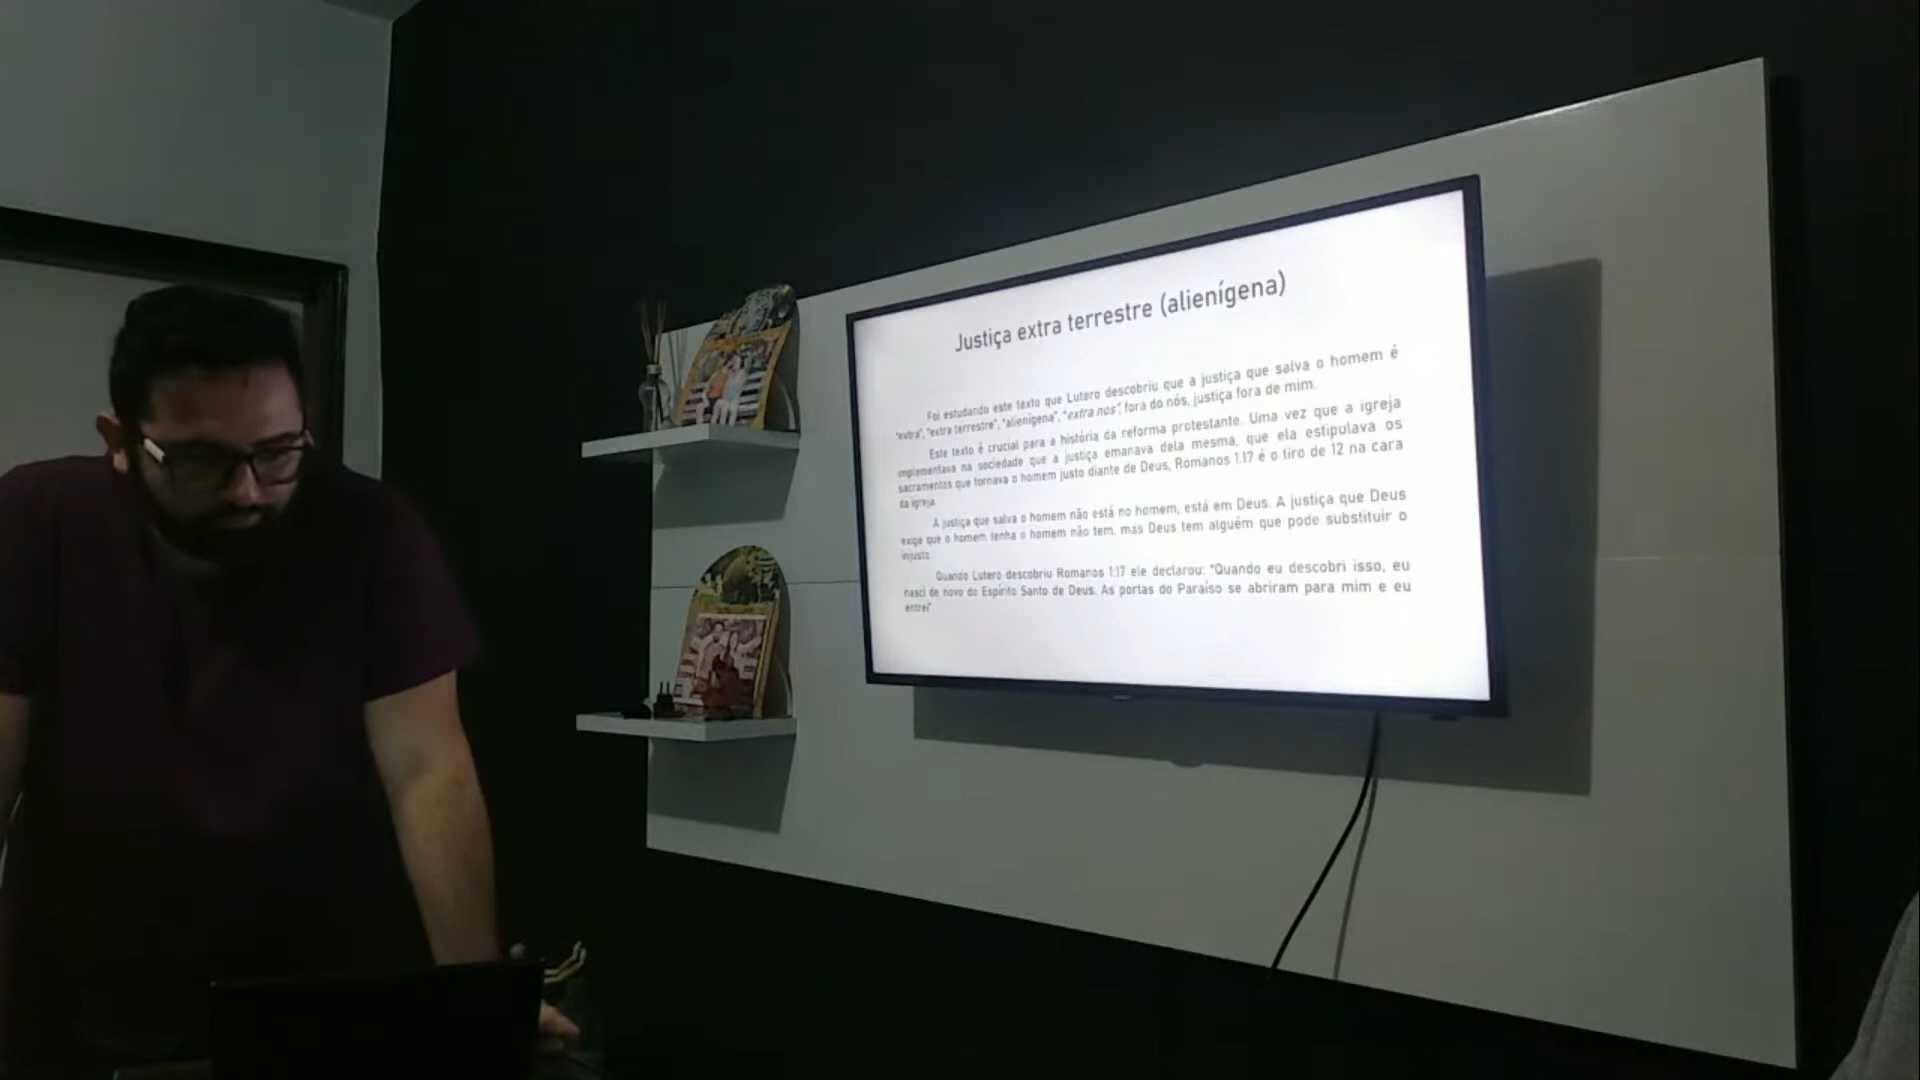 Justiça extra terrestre (alienígena)
Foi estudando este texto que Lutero descobriu que a justiça que salva o homem é
"extra", "extra terrestre", "alienígena", "extra nos", fora do nós, justiça fora de mim.
Este texto é crucial para a história da reforma protestante. Uma vez que a igreja
implementava na sociedade que a justiça emanava dela mesma, que ela estipulava os
sacramentos que tornava o homem justo diante de Deus, Romanos 1:17 é o tiro de 12 na cara
da igreja.
A justiça que salva o homem não está no homem, está em Deus. A justiça que Deus
exige que o homem tenha o homem não tem, mas Deus tem alguém que pode substituir o
injusto.
Quando Lutero descobriu Romanos 1:17 ele declarou: "Quando eu descobri isso, eu
nasci de novo do Espírito Santo de Deus. As portas do Paraíso se abriram para mim e eu
entrei".